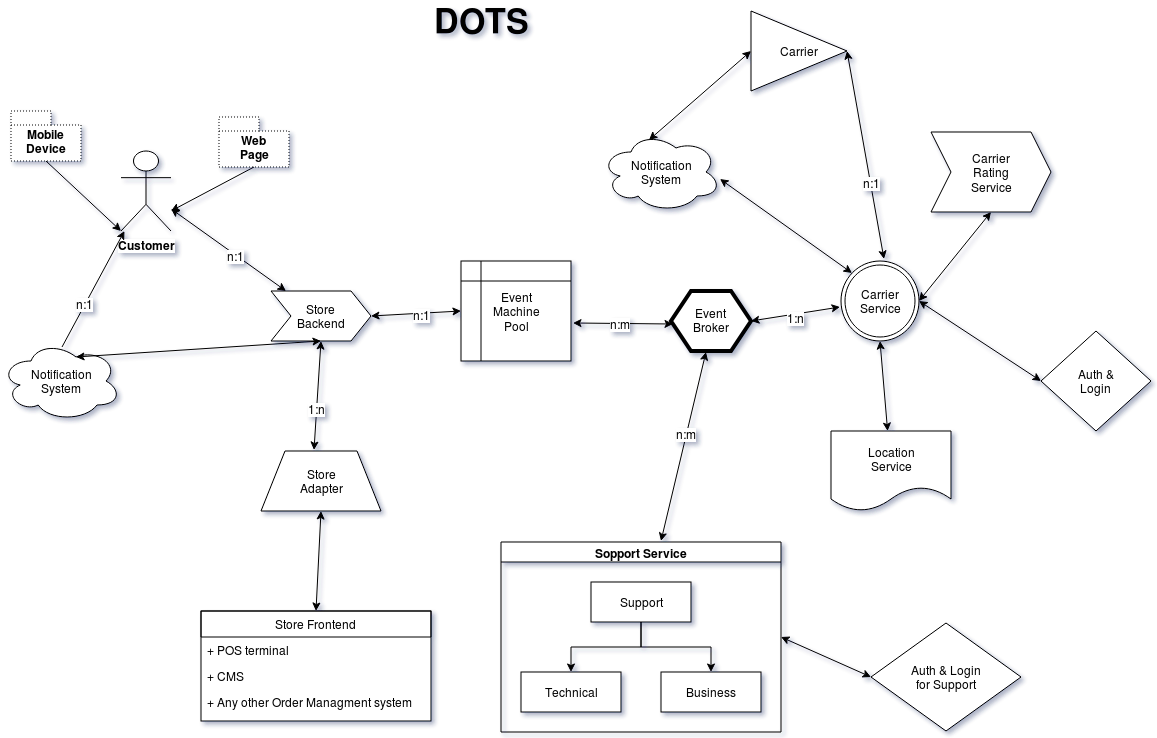 DOTS
Carrier
Mobile
Device
Web
Page
Notification
System
Carrier
Rating
Service
n:1
Customer
n:1
n:1
Store
Backend
Event
Machine
Pool
n:1
n:m
Event
Broker
1:n
Carrier
Service
Notification
System
Auth &
Login
1:n
n:m
Location
Service
Store
Adapter
Sopport Service
Support
Technical
Business
Store Frontend
+ POS terminal
+ CMS
+ Any other Order Managment system
Auth & Login
for Support